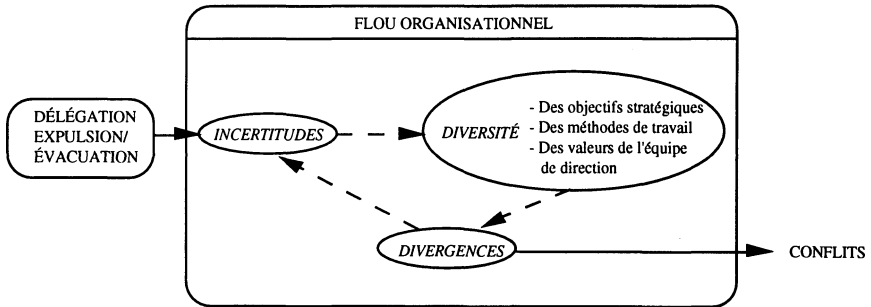 FLOU ORGANISATIONNEL
DÉLÉGATION
EXPULSION/
ÉVACUATION
INCERTITUDES
DIVERSITÉ
- Des objectifs stratégiques
- Des méthodes de travail
- Des valeurs de l'équipe
de direction
DIVERGENCES
CONFLITS